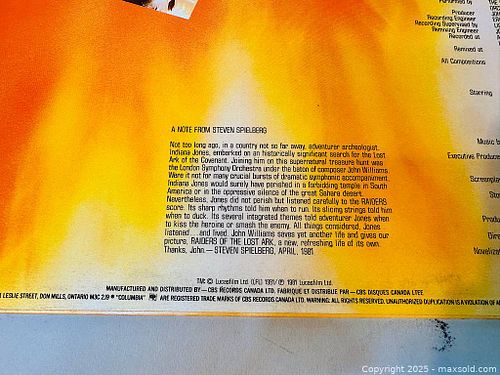 Performed by
Producer
Recording Engineer
Recording Supervised by
Remixing Engineer
Recorded at
Remixed at
All Compositions
Starring
Music b
Executive Produce
Screenplay
Produc
Dire
Noveliza
A NOTE FROM STEVEN SPIELBERG
Not too long ago, in a country not so far away, adventurer archeologist,
Indiana Jones, embarked on an historically significant search for the Lost
Ark of the Covenant. Joining him on this supernatural treasure hunt was
the London Symphony Orchestra under the baton of composer John Williams.
Were it not for many crucial bursts of dramatic symphonic accompaniment,
Indiana Jones would surely have perished in a forbidding temple in South
America or in the oppressive silence of the great Sahara desert.
Nevertheless, Jones did not perish but listened carefully to the RAIDERS
score. Its sharp rhythms told him when to run. Its slicing strings told him
when to duck. Its several integrated themes told adventurer Jones when
to kiss the heroine or smash the enemy. All things considered, Jones
listened ... and lived. John Williams saves yet another life and gives our
picture, RAIDERS OF THE LOST ARK, a new, refreshing life of its own.
Thanks, John.— STEVEN SPIELBERG, APRIL, 1981
TM: © Lucasfilm Ltd. (LFL) 1981/℗ 1981 Lucasfilm Ltd.
MANUFACTURED AND DISTRIBUTED BY — CBS RECORDS CANADA LTD. FABRIQUE ET DISTRIBUE PAR — CBS DISQUES CANADA LTEE
LESLIE STREET, DON MILLS, ONTARIO M3C 2J9 ● "COLUMBIA" ARE REGISTERED TRADE MARKS OF CBS RECORDS CANADA LTD. WARNING: ALL RIGHTS RESERVED. UNAUTHORIZED DUPLICATION IS A VIOLATION OF
Copyright © 2025 - maxsold.com